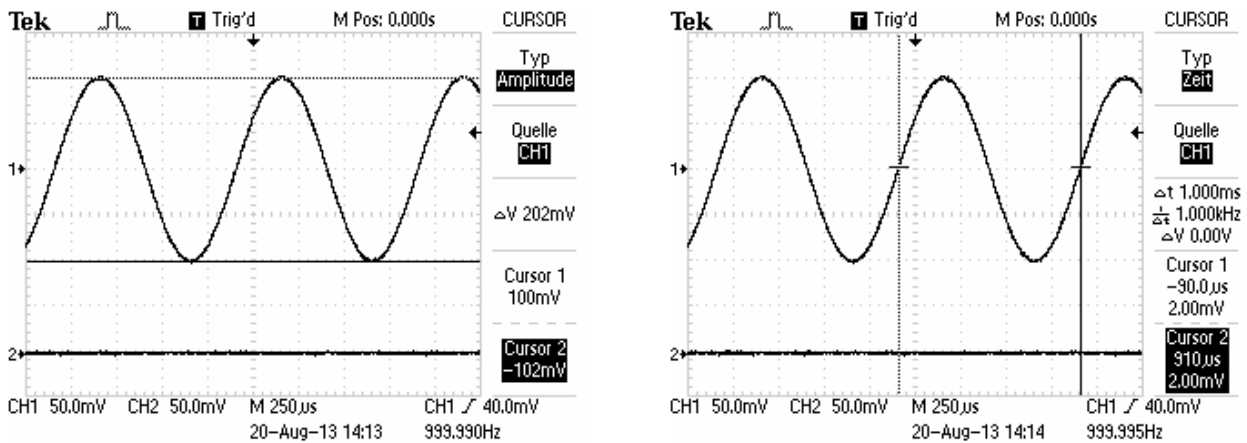 Tek T Trig'd M Pos: 0.000s CURSOR
Typ
Amplitude
Quelle
CH1
1
△V 202mV
Cursor 1
100mV
2
Cursor 2
-102mV
CH1 50.0mV CH2 50.0mV M 250µs CH1 / 40.0mV
20-Aug-13 14:13 999.990Hz
Tek T Trig'd M Pos: 0.000s CURSOR
Typ
Zeit
Quelle
CH1
1
△t 1.000ms
1/△t 1.000kHz
△V 0.00V
Cursor 1
-90.0µs
2.00mV
2
Cursor 2
910µs
2.00mV
CH1 50.0mV CH2 50.0mV M 250µs CH1 / 40.0mV
20-Aug-13 14:14 999.995Hz